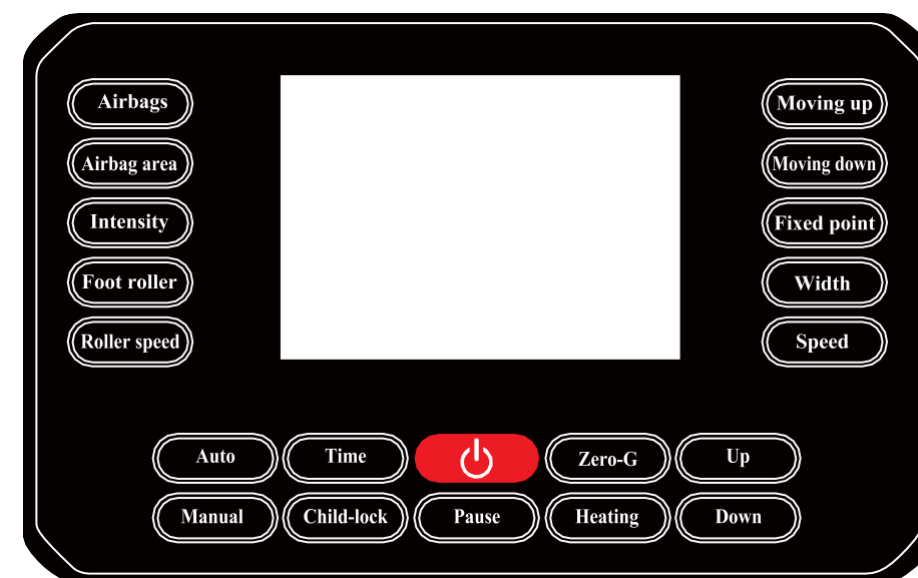 Airbags
Airbag area
Intensity
Foot roller
Roller speed
Moving up
Moving down
Fixed point
Width
Speed
Auto
Time
Zero-G
Up
Manual
Child-lock
Pause
Heating
Down